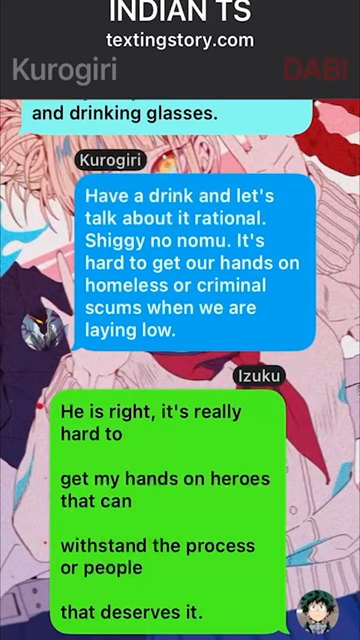 INDIAN TS
textingstory.com
Kurogiri
DABI
and drinking glasses.
Kurogiri
Have a drink and let's
talk about it rational.
Shiggy no nomu. It's
hard to get our hands on
homeless or criminal
scums when we are
laying low.
Izuku
He is right, it's really
hard to
get my hands on heroes
that can
withstand the process
or people
that deserves it.